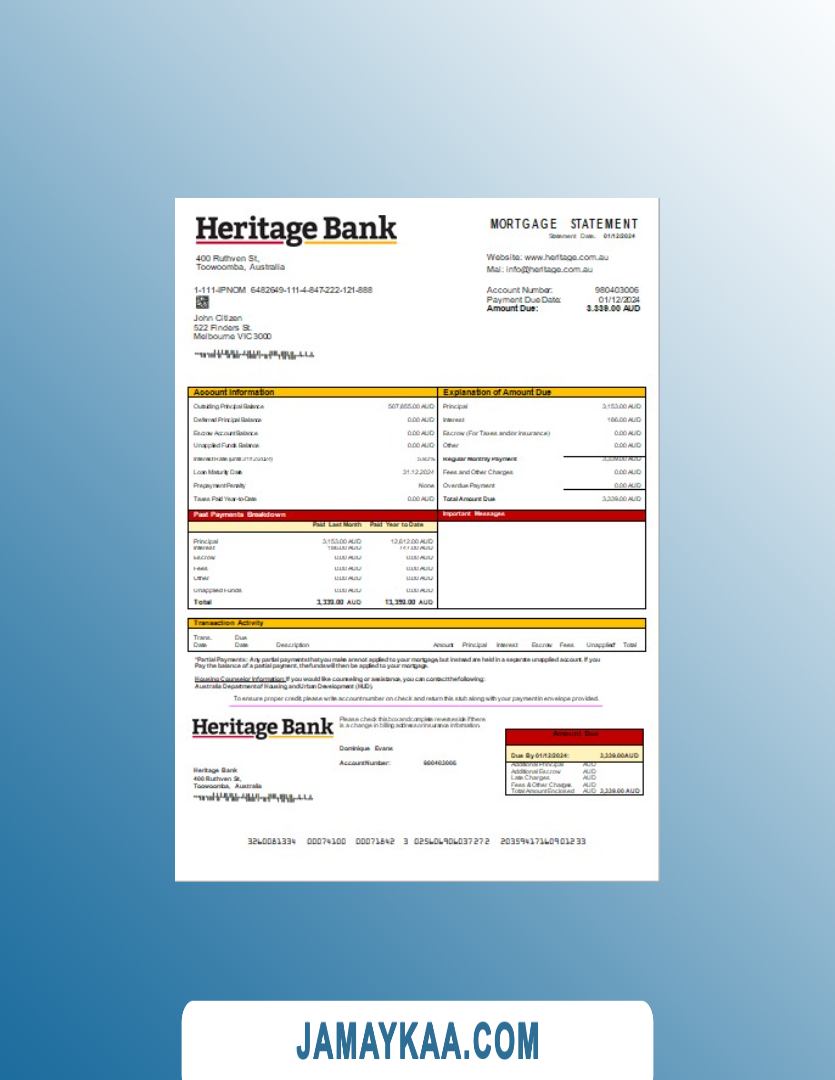 Heritage Bank
MORTGAGE STATEMENT
Statement Date. 01/12/2024
400 Ruthven St,
Toowoomba, Australia
Website: www.heritage.com.au
Mail: info@heritage.com.au
1-111-IPNOM 6482649-111-4-847-222-121-888
Account Number: 980403006
Payment Due Date: 01/12/2024
Amount Due: 3,339.00 AUD
John Citizen
522 Finders St.
Melbourne VIC 3000
Account Information
Outsiding Principal Balance 507,855.00 AUD
Deferred Principal Balance 0.00 AUD
Escrow Account Balance 0.00 AUD
Unapplied Funds Balance 0.00 AUD
Interest Rate (until 31.12.2024)
Loan Maturity Date 31.12.2024
Prepayment Penalty None
Taxes Paid Year-to-Date 0.00 AUD
Explanation of Amount Due
Principal 3,153.00 AUD
Interest 186.00 AUD
Escrow (For Taxes and/or Insurance) 0.00 AUD
Other 0.00 AUD
Regular Monthly Payment 3,339.00 AUD
Fees and Other Charges 0.00 AUD
Overdue Payment 0.00 AUD
Total Amount Due 3,339.00 AUD
Past Payments Breakdown
Paid Last Month Paid Year to Date
Principal 3,153.00 AUD 12,612.00 AUD
Interest 186.00 AUD 747.00 AUD
Escrow 0.00 AUD 0.00 AUD
Fees 0.00 AUD 0.00 AUD
Other 0.00 AUD 0.00 AUD
Unapplied Funds 0.00 AUD 0.00 AUD
Total 3,339.00 AUD 13,359.00 AUD
Important Messages
Transaction Activity
Trans. Due
Date Date Description Amount Principal Interest Escrow Fees Unapplied* Total
*Partial Payments: Any partial payments that you make are not applied to your mortgage, but instead are held in a separate unapplied account. If you
Pay the balance of a partial payment, the funds will then be applied to your mortgage.
Housing Counselor Information: If you would like counseling or assistance, you can contact the following:
Australia Department of Housing and Urban Development (HUD)
To ensure proper credit please write account number on check and return this stub along with your payment in envelope provided.
Heritage Bank
Please check this box and complete reverse side if there
is a change in billing address or insurance information.
Dominique Evans
Account Number: 980403006
Heritage Bank
400 Ruthven St,
Toowoomba, Australia
Amount Due
Due By 01/12/2024: 3,339.00 AUD
Additional Principal AUD
Additional Escrow AUD
Late Charges AUD
Fees & Other Charges AUD
Total Amount Enclosed AUD 3,339.00 AUD
3260081334 00074100 00071842 3 0256069060372?2 20359417160901233
JAMAYKAA.COM